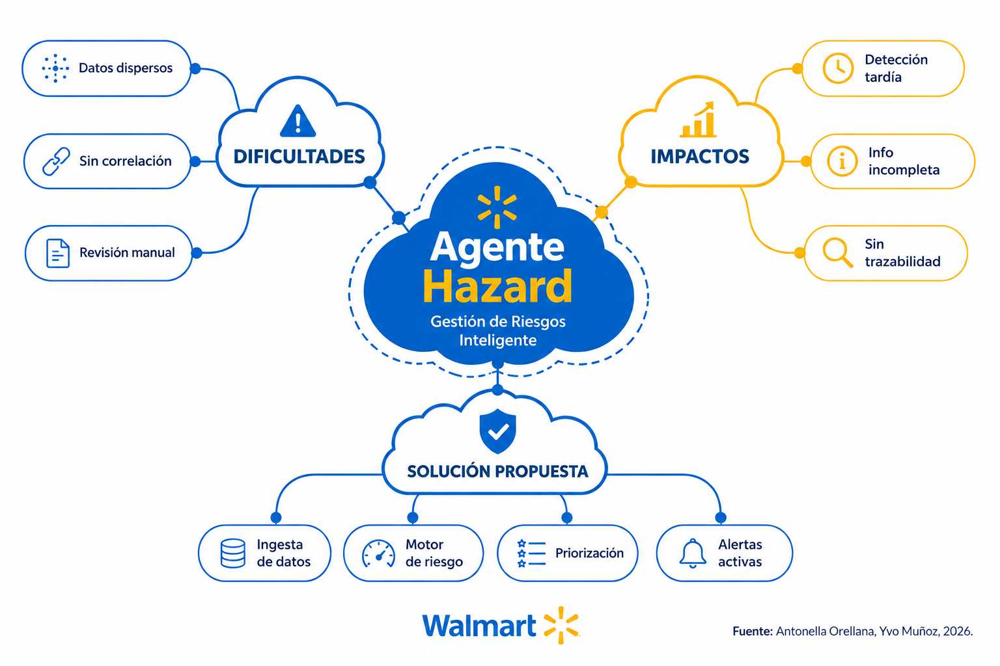 Datos dispersos
Sin correlación
Revisión manual
DIFICULTADES
Agente
Hazard
Gestión de Riesgos
Inteligente
IMPACTOS
Detección
tardía
Info
incompleta
Sin
trazabilidad
SOLUCIÓN PROPUESTA
Ingesta
de datos
Motor
de riesgo
Priorización
Alertas
activas
Walmart
Fuente: Antonella Orellana, Yvo Muñoz, 2026.